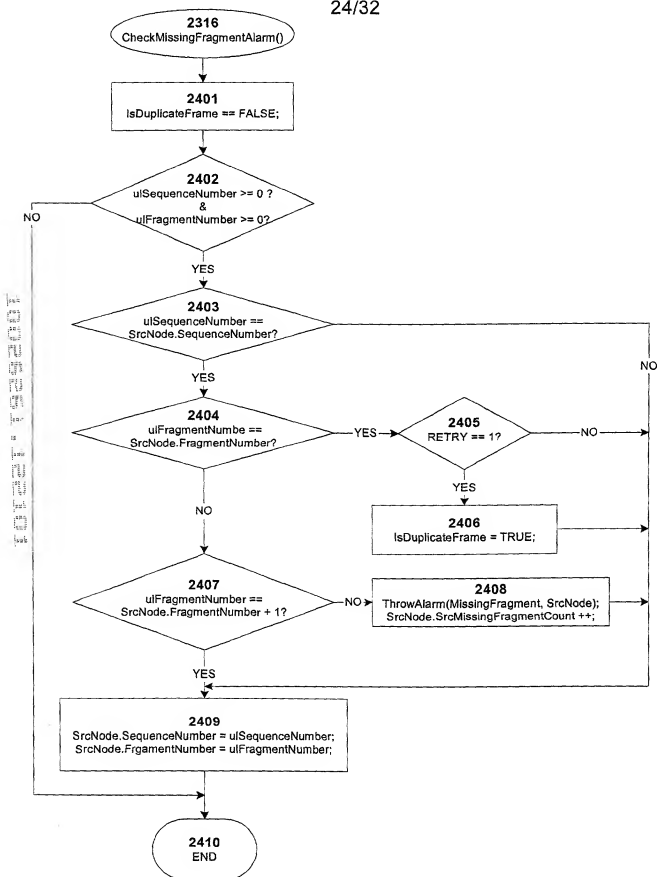 24/32
2316
CheckMissingFragmentAlarm()
2401
IsDuplicateFrame == FALSE;
2402
ulSequenceNumber >= 0 ?
&
ulFragmentNumber >= 0?
NO
YES
2403
ulSequenceNumber ==
SrcNode.SequenceNumber?
NO
YES
2404
ulFragmentNumbe ==
SrcNode.FragmentNumber?
YES
2405
RETRY == 1?
NO
YES
NO
2406
IsDuplicateFrame = TRUE;
2407
ulFragmentNumber ==
SrcNode.FragmentNumber + 1?
NO
2408
ThrowAlarm(MissingFragment, SrcNode);
SrcNode.SrcMissingFragmentCount ++;
YES
2409
SrcNode.SequenceNumber = ulSequenceNumber;
SrcNode.FrgamentNumber = ulFragmentNumber;
2410
END